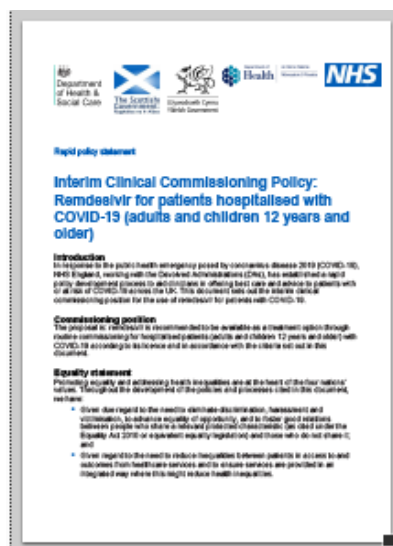 Department
of Health &
Social Care
The Scottish
Government
Llywodraeth Cymru
Welsh Government
Department of
Health
NHS
Rapid policy statement
Interim Clinical Commissioning Policy:
Remdesivir for patients hospitalised with
COVID-19 (adults and children 12 years and
older)
Introduction
In response to the public health emergency posed by coronavirus disease 2019 (COVID-19),
NHS England, working with the Devolved Administrations (DAs), has established a rapid
policy development process to aid clinicians in offering best care and advice to patients with
or at risk of COVID-19 across the UK. This document sets out the interim clinical
commissioning position for the use of remdesivir for patients with COVID-19.
Commissioning position
The proposal is: remdesivir is recommended to be available as a treatment option through
routine commissioning for hospitalised patients (adults and children 12 years and older) with
COVID-19 according to its licence and in accordance with the criteria set out in this
document.
Equality statement
Promoting equality and addressing health inequalities are at the heart of the four nations'
values. Throughout the development of the policies and processes cited in this document,
we have:
• Given due regard to the need to eliminate discrimination, harassment and
victimisation, to advance equality of opportunity, and to foster good relations
between people who share a relevant protected characteristic (as cited under the
Equality Act 2010 or equivalent equality legislation) and those who do not share it;
and
• Given regard to the need to reduce inequalities between patients in access to and
outcomes from healthcare services and to ensure services are provided in an
integrated way where this might reduce health inequalities.